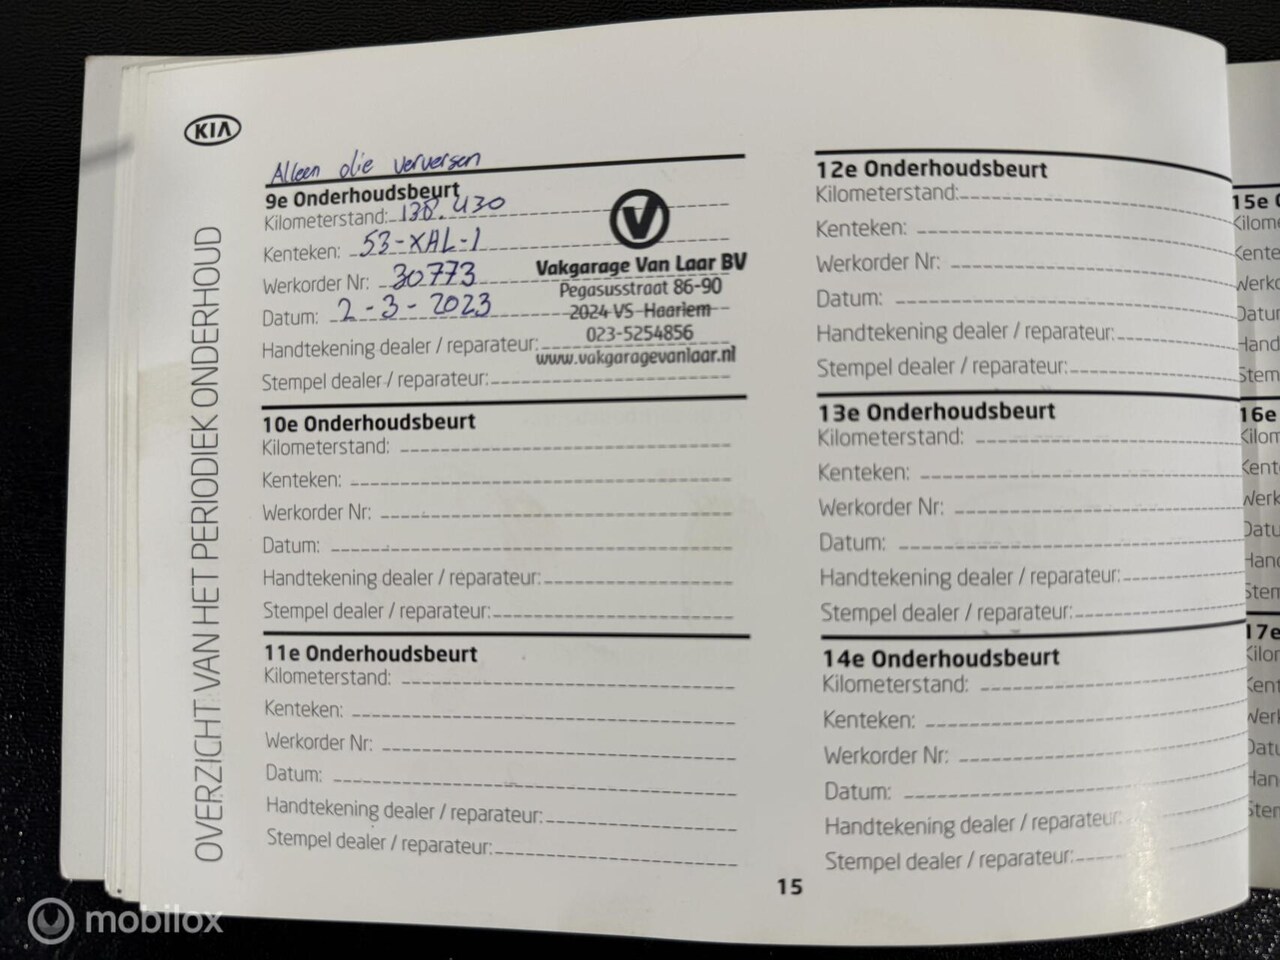 KIA
OVERZICHT VAN HET PERIODIEK ONDERHOUD
Alleen olie verversen
9e Onderhoudsbeurt
Kilometerstand: 138.430
Kenteken: 53-XHL-1
Werkorder Nr: 30773
Datum: 2-3-2023
Handtekening dealer / reparateur:
Stempel dealer / reparateur:
Vakgarage Van Laar BV
Pegasusstraat 86-90
2024 VS Haarlem
023-5254856
www.vakgaragevanlaar.nl
10e Onderhoudsbeurt
Kilometerstand:
Kenteken:
Werkorder Nr:
Datum:
Handtekening dealer / reparateur:
Stempel dealer / reparateur:
11e Onderhoudsbeurt
Kilometerstand:
Kenteken:
Werkorder Nr:
Datum:
Handtekening dealer / reparateur:
Stempel dealer / reparateur:
12e Onderhoudsbeurt
Kilometerstand:
Kenteken:
Werkorder Nr:
Datum:
Handtekening dealer / reparateur:
Stempel dealer / reparateur:
13e Onderhoudsbeurt
Kilometerstand:
Kenteken:
Werkorder Nr:
Datum:
Handtekening dealer / reparateur:
Stempel dealer / reparateur:
14e Onderhoudsbeurt
Kilometerstand:
Kenteken:
Werkorder Nr:
Datum:
Handtekening dealer / reparateur:
Stempel dealer / reparateur:
15
15e
16e
17e
mobilox